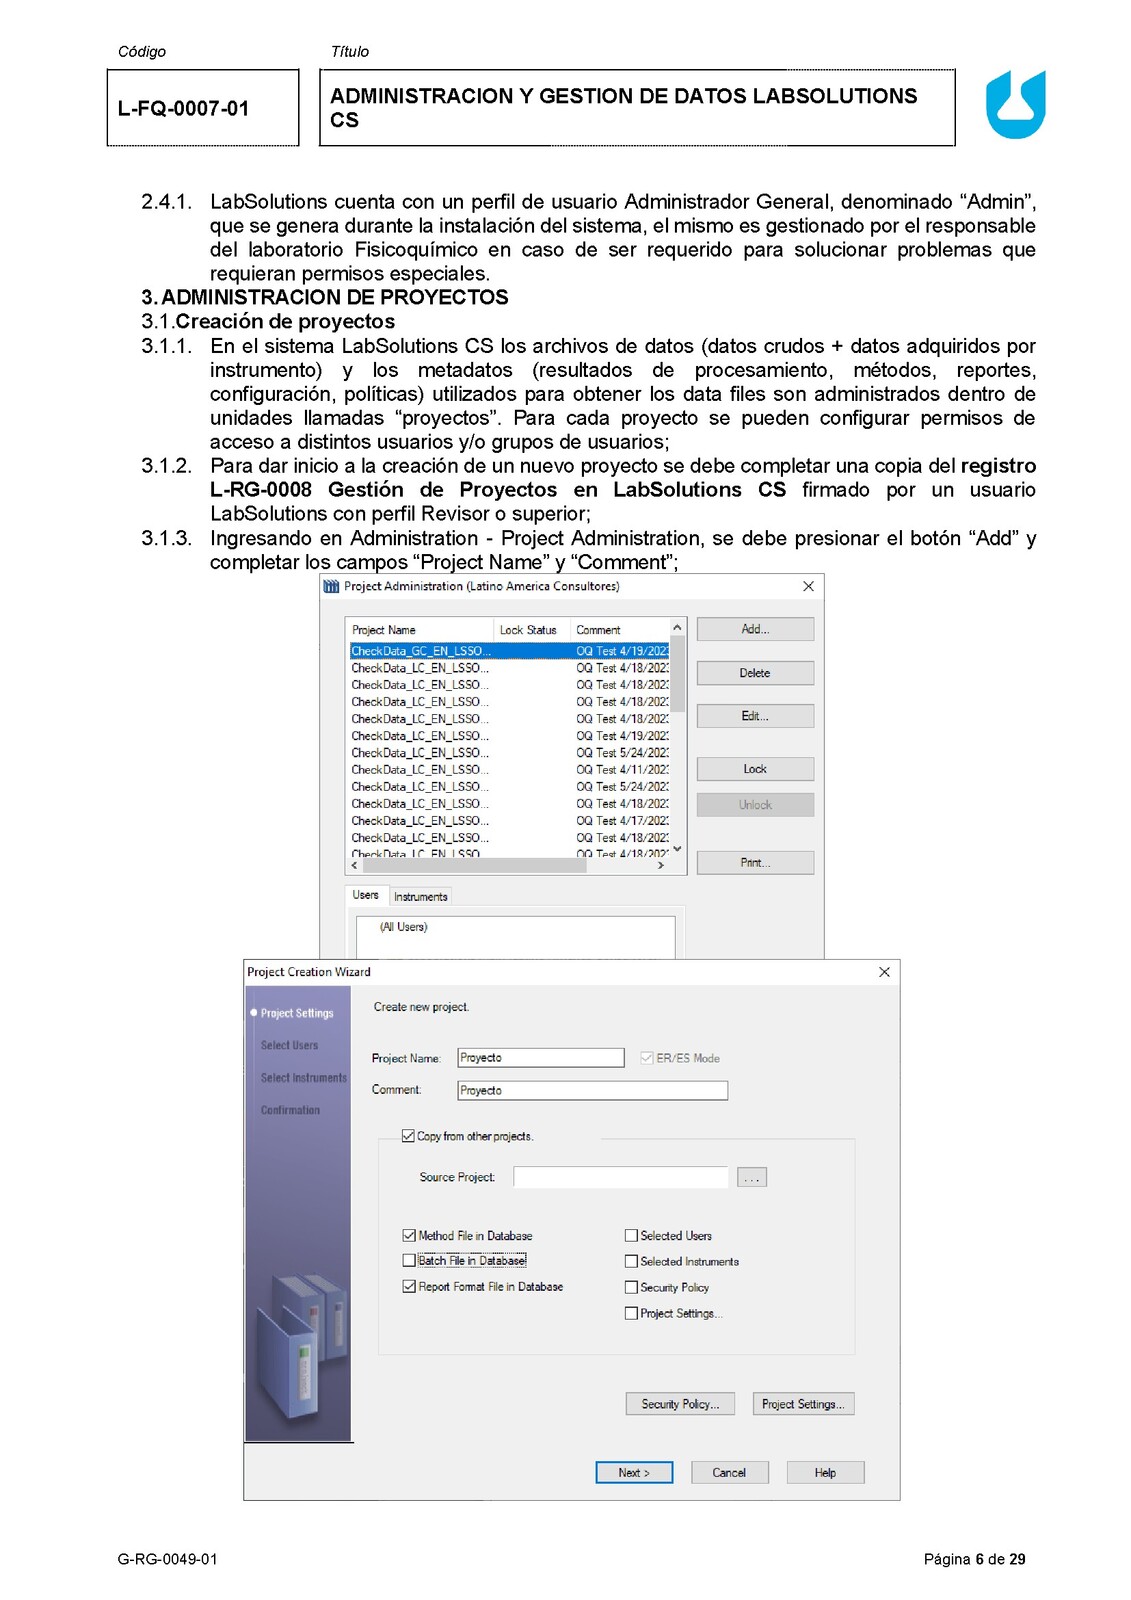 Código
Título
L-FQ-0007-01
ADMINISTRACION Y GESTION DE DATOS LABSOLUTIONS
CS
2.4.1. LabSolutions cuenta con un perfil de usuario Administrador General, denominado “Admin”,
que se genera durante la instalación del sistema, el mismo es gestionado por el responsable
del laboratorio Fisicoquímico en caso de ser requerido para solucionar problemas que
requieran permisos especiales.
3. ADMINISTRACION DE PROYECTOS
3.1. Creación de proyectos
3.1.1. En el sistema LabSolutions CS los archivos de datos (datos crudos + datos adquiridos por
instrumento) y los metadatos (resultados de procesamiento, métodos, reportes,
configuración, políticas) utilizados para obtener los data files son administrados dentro de
unidades llamadas “proyectos”. Para cada proyecto se pueden configurar permisos de
acceso a distintos usuarios y/o grupos de usuarios;
3.1.2. Para dar inicio a la creación de un nuevo proyecto se debe completar una copia del registro
L-RG-0008 Gestión de Proyectos en LabSolutions CS firmado por un usuario
LabSolutions con perfil Revisor o superior;
3.1.3. Ingresando en Administration - Project Administration, se debe presionar el botón “Add” y
completar los campos “Project Name” y “Comment”;
Project Administration (Latino America Consultores)
Project Name Lock Status Comment
CheckData_GC_EN_LSSO... OQ Test 4/19/2023
CheckData_LC_EN_LSSO... OQ Test 4/18/2023
CheckData_LC_EN_LSSO... OQ Test 4/18/2023
CheckData_LC_EN_LSSO... OQ Test 4/18/2023
CheckData_LC_EN_LSSO... OQ Test 4/18/2023
CheckData_LC_EN_LSSO... OQ Test 4/19/2023
CheckData_LC_EN_LSSO... OQ Test 5/24/2023
CheckData_LC_EN_LSSO... OQ Test 4/11/2023
CheckData_LC_EN_LSSO... OQ Test 5/24/2023
CheckData_LC_EN_LSSO... OQ Test 4/18/2023
CheckData_LC_EN_LSSO... OQ Test 4/17/2023
CheckData_LC_EN_LSSO... OQ Test 4/18/2023
CheckData_LC_EN_LSSO OQ Test 4/18/202
Add...
Delete
Edit...
Lock
Unlock
Print...
Users Instruments
(All Users)
Project Creation Wizard
Project Settings
Select Users
Select Instruments
Confirmation
Create new project.
Project Name: Proyecto ER/ES Mode
Comment: Proyecto
Copy from other projects.
Source Project: ...
Method File in Database Selected Users
Batch File in Database Selected Instruments
Report Format File in Database Security Policy
Project Settings...
Security Policy... Project Settings...
Next > Cancel Help
G-RG-0049-01
Página 6 de 29